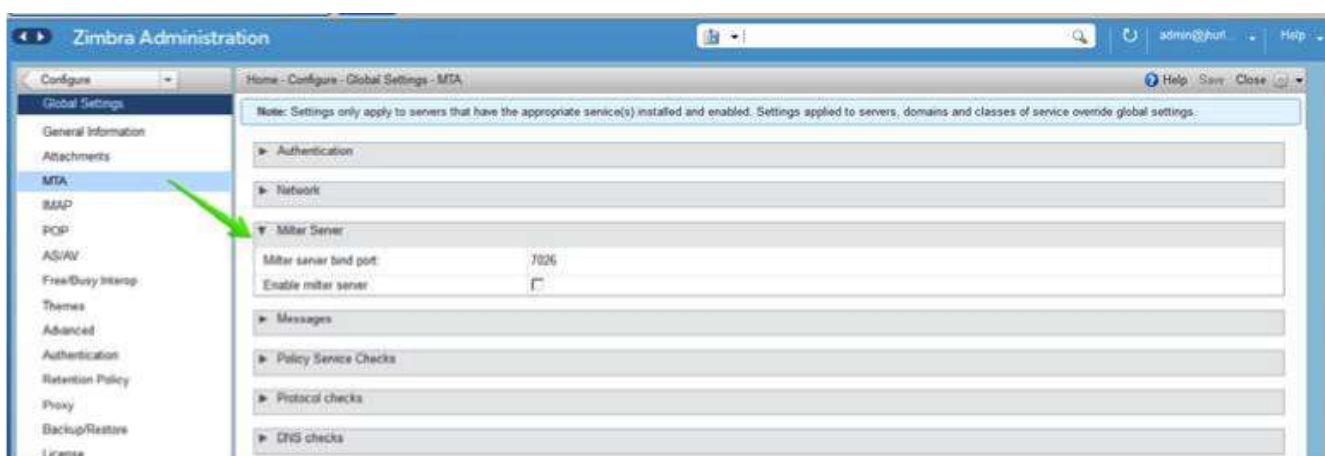 Zimbra Administration
Help
Configure
Home - Configure - Global Settings - MTA
Help Save Close
Global Settings
Note: Settings only apply to servers that have the appropriate service(s) installed and enabled. Settings applied to servers, domains and classes of service override global settings.
General Information
Attachments
Authentication
MTA
Network
IMAP
POP
Milter Server
AS/AV
Milter server bind port: 7026
Free/Busy Interop
Enable milter server
Themes
Messages
Advanced
Authentication
Policy Service Checks
Retention Policy
Proxy
Protocol checks
Backup/Restore
DNS checks
License